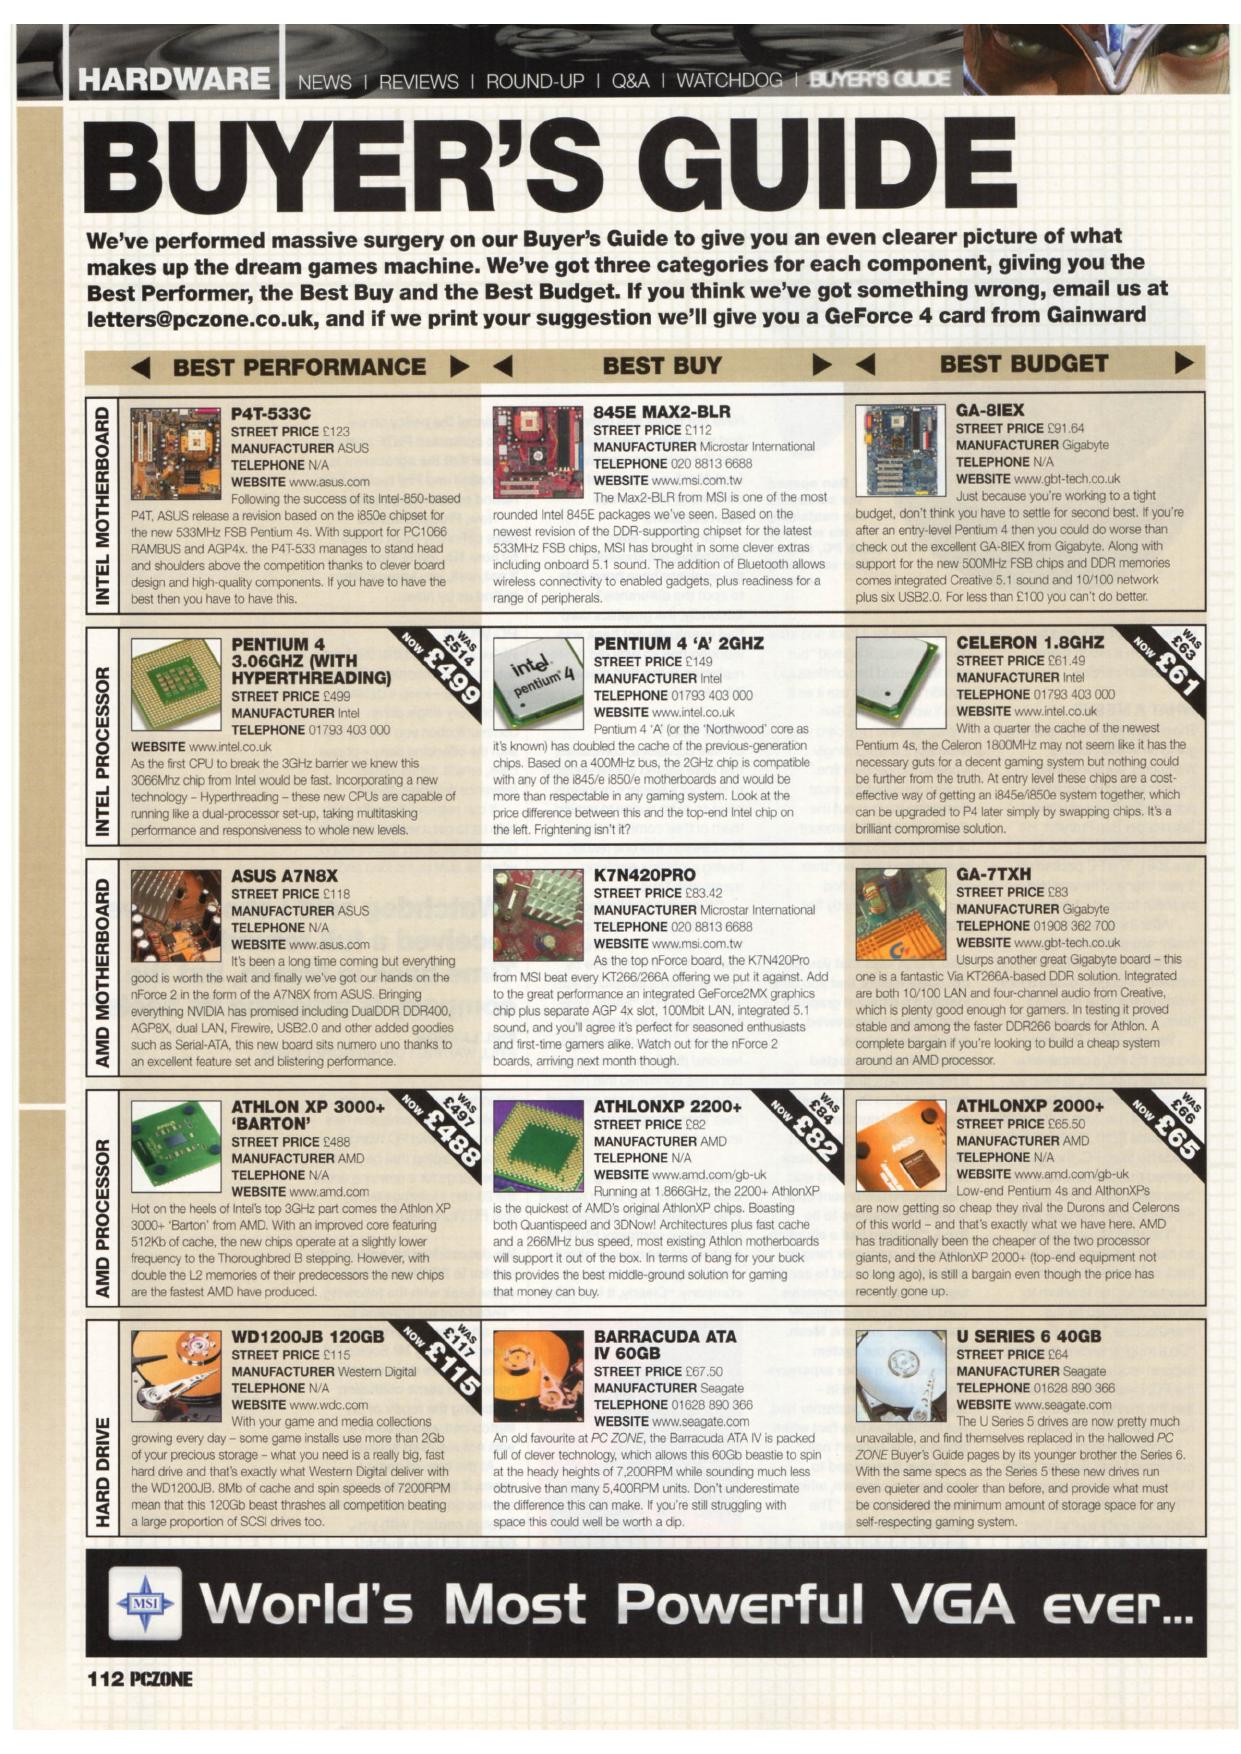 HARDWARE
NEWS | REVIEWS | ROUND-UP | Q&A | WATCHDOG | BUYER'S GUIDE
BUYER'S GUIDE
We've performed massive surgery on our Buyer's Guide to give you an even clearer picture of what
makes up the dream games machine. We've got three categories for each component, giving you the
Best Performer, the Best Buy and the Best Budget. If you think we've got something wrong, email us at
letters@pczone.co.uk, and if we print your suggestion we'll give you a GeForce 4 card from Gainward
BEST PERFORMANCE
BEST BUY
BEST BUDGET
INTEL MOTHERBOARD
P4T-533C
STREET PRICE £123
MANUFACTURER ASUS
TELEPHONE N/A
WEBSITE www.asus.com
Following the success of its Intel-850-based
P4T, ASUS release a revision based on the i850e chipset for
the new 533MHz FSB Pentium 4s. With support for PC1066
RAMBUS and AGP4x. the P4T-533 manages to stand head
and shoulders above the competition thanks to clever board
design and high-quality components. If you have to have the
best then you have to have this.
845E MAX2-BLR
STREET PRICE £112
MANUFACTURER Microstar International
TELEPHONE 020 8813 6688
WEBSITE www.msi.com.tw
The Max2-BLR from MSI is one of the most
rounded Intel 845E packages we've seen. Based on the
newest revision of the DDR-supporting chipset for the latest
533MHz FSB chips, MSI has brought in some clever extras
including onboard 5.1 sound. The addition of Bluetooth allows
wireless connectivity to enabled gadgets, plus readiness for a
range of peripherals.
GA-8IEX
STREET PRICE £91.64
MANUFACTURER Gigabyte
TELEPHONE N/A
WEBSITE www.gbt-tech.co.uk
Just because you're working to a tight
budget, don't think you have to settle for second best. If you're
after an entry-level Pentium 4 then you could do worse than
check out the excellent GA-8IEX from Gigabyte. Along with
support for the new 500MHz FSB chips and DDR memories
comes integrated Creative 5.1 sound and 10/100 network
plus six USB2.0. For less than £100 you can't do better.
INTEL PROCESSOR
PENTIUM 4
3.06GHZ (WITH
HYPERTHREADING)
WAS £514
NOW £499
STREET PRICE £499
MANUFACTURER Intel
TELEPHONE 01793 403 000
WEBSITE www.intel.co.uk
As the first CPU to break the 3GHz barrier we knew this
3066Mhz chip from Intel would be fast. Incorporating a new
technology – Hyperthreading – these new CPUs are capable of
running like a dual-processor set-up, taking multitasking
performance and responsiveness to whole new levels.
intel
pentium 4
PENTIUM 4 'A' 2GHZ
STREET PRICE £149
MANUFACTURER Intel
TELEPHONE 01793 403 000
WEBSITE www.intel.co.uk
Pentium 4 'A' (or the 'Northwood' core as
it's known) has doubled the cache of the previous-generation
chips. Based on a 400MHz bus, the 2GHz chip is compatible
with any of the i845/e i850/e motherboards and would be
more than respectable in any gaming system. Look at the
price difference between this and the top-end Intel chip on
the left. Frightening isn't it?
CELERON 1.8GHZ
WAS £63
NOW £61
STREET PRICE £61.49
MANUFACTURER Intel
TELEPHONE 01793 403 000
WEBSITE www.intel.co.uk
With a quarter the cache of the newest
Pentium 4s, the Celeron 1800MHz may not seem like it has the
necessary guts for a decent gaming system but nothing could
be further from the truth. At entry level these chips are a cost-
effective way of getting an i845e/i850e system together, which
can be upgraded to P4 later simply by swapping chips. It's a
brilliant compromise solution.
AMD MOTHERBOARD
ASUS A7N8X
STREET PRICE £118
MANUFACTURER ASUS
TELEPHONE N/A
WEBSITE www.asus.com
It's been a long time coming but everything
good is worth the wait and finally we've got our hands on the
nForce 2 in the form of the A7N8X from ASUS. Bringing
everything NVIDIA has promised including DualDDR DDR400,
AGP8X, dual LAN, Firewire, USB2.0 and other added goodies
such as Serial-ATA, this new board sits numero uno thanks to
an excellent feature set and blistering performance.
K7N420PRO
STREET PRICE £83.42
MANUFACTURER Microstar International
TELEPHONE 020 8813 6688
WEBSITE www.msi.com.tw
As the top nForce board, the K7N420Pro
from MSI beat every KT266/266A offering we put it against. Add
to the great performance an integrated GeForce2MX graphics
chip plus separate AGP 4x slot, 100Mbit LAN, integrated 5.1
sound, and you'll agree it's perfect for seasoned enthusiasts
and first-time gamers alike. Watch out for the nForce 2
boards, arriving next month though.
GA-7TXH
STREET PRICE £83
MANUFACTURER Gigabyte
TELEPHONE 01908 362 700
WEBSITE www.gbt-tech.co.uk
Usurps another great Gigabyte board – this
one is a fantastic Via KT266A-based DDR solution. Integrated
are both 10/100 LAN and four-channel audio from Creative,
which is plenty good enough for gamers. In testing it proved
stable and among the faster DDR266 boards for Athlon. A
complete bargain if you're looking to build a cheap system
around an AMD processor.
AMD PROCESSOR
ATHLON XP 3000+
'BARTON'
WAS £497
NOW £488
STREET PRICE £488
MANUFACTURER AMD
TELEPHONE N/A
WEBSITE www.amd.com
Hot on the heels of Intel's top 3GHz part comes the Athlon XP
3000+ 'Barton' from AMD. With an improved core featuring
512Kb of cache, the new chips operate at a slightly lower
frequency to the Thoroughbred B stepping. However, with
double the L2 memories of their predecessors the new chips
are the fastest AMD have produced.
ATHLONXP 2200+
WAS £84
NOW £82
STREET PRICE £82
MANUFACTURER AMD
TELEPHONE N/A
WEBSITE www.amd.com/gb-uk
Running at 1.866GHz, the 2200+ AthlonXP
is the quickest of AMD's original AthlonXP chips. Boasting
both Quantispeed and 3DNow! Architectures plus fast cache
and a 266MHz bus speed, most existing Athlon motherboards
will support it out of the box. In terms of bang for your buck
this provides the best middle-ground solution for gaming
that money can buy.
AMD
ATHLONXP 2000+
WAS £66
NOW £65
STREET PRICE £65.50
MANUFACTURER AMD
TELEPHONE N/A
WEBSITE www.amd.com/gb-uk
Low-end Pentium 4s and AlthonXPs
are now getting so cheap they rival the Durons and Celerons
of this world – and that's exactly what we have here. AMD
has traditionally been the cheaper of the two processor
giants, and the AthlonXP 2000+ (top-end equipment not
so long ago), is still a bargain even though the price has
recently gone up.
HARD DRIVE
WD1200JB 120GB
WAS £117
NOW £115
STREET PRICE £115
MANUFACTURER Western Digital
TELEPHONE N/A
WEBSITE www.wdc.com
With your game and media collections
growing every day – some game installs use more than 2Gb
of your precious storage – what you need is a really big, fast
hard drive and that's exactly what Western Digital deliver with
the WD1200JB. 8Mb of cache and spin speeds of 7200RPM
mean that this 120Gb beast thrashes all competition beating
a large proportion of SCSI drives too.
BARRACUDA ATA
IV 60GB
STREET PRICE £67.50
MANUFACTURER Seagate
TELEPHONE 01628 890 366
WEBSITE www.seagate.com
An old favourite at PC ZONE, the Barracuda ATA IV is packed
full of clever technology, which allows this 60Gb beastie to spin
at the heady heights of 7,200RPM while sounding much less
obtrusive than many 5,400RPM units. Don't underestimate
the difference this can make. If you're still struggling with
space this could well be worth a dip.
U SERIES 6 40GB
STREET PRICE £64
MANUFACTURER Seagate
TELEPHONE 01628 890 366
WEBSITE www.seagate.com
The U Series 5 drives are now pretty much
unavailable, and find themselves replaced in the hallowed PC
ZONE Buyer's Guide pages by its younger brother the Series 6.
With the same specs as the Series 5 these new drives run
even quieter and cooler than before, and provide what must
be considered the minimum amount of storage space for any
self-respecting gaming system.
MSI
World's Most Powerful VGA ever...
112 PCZONE